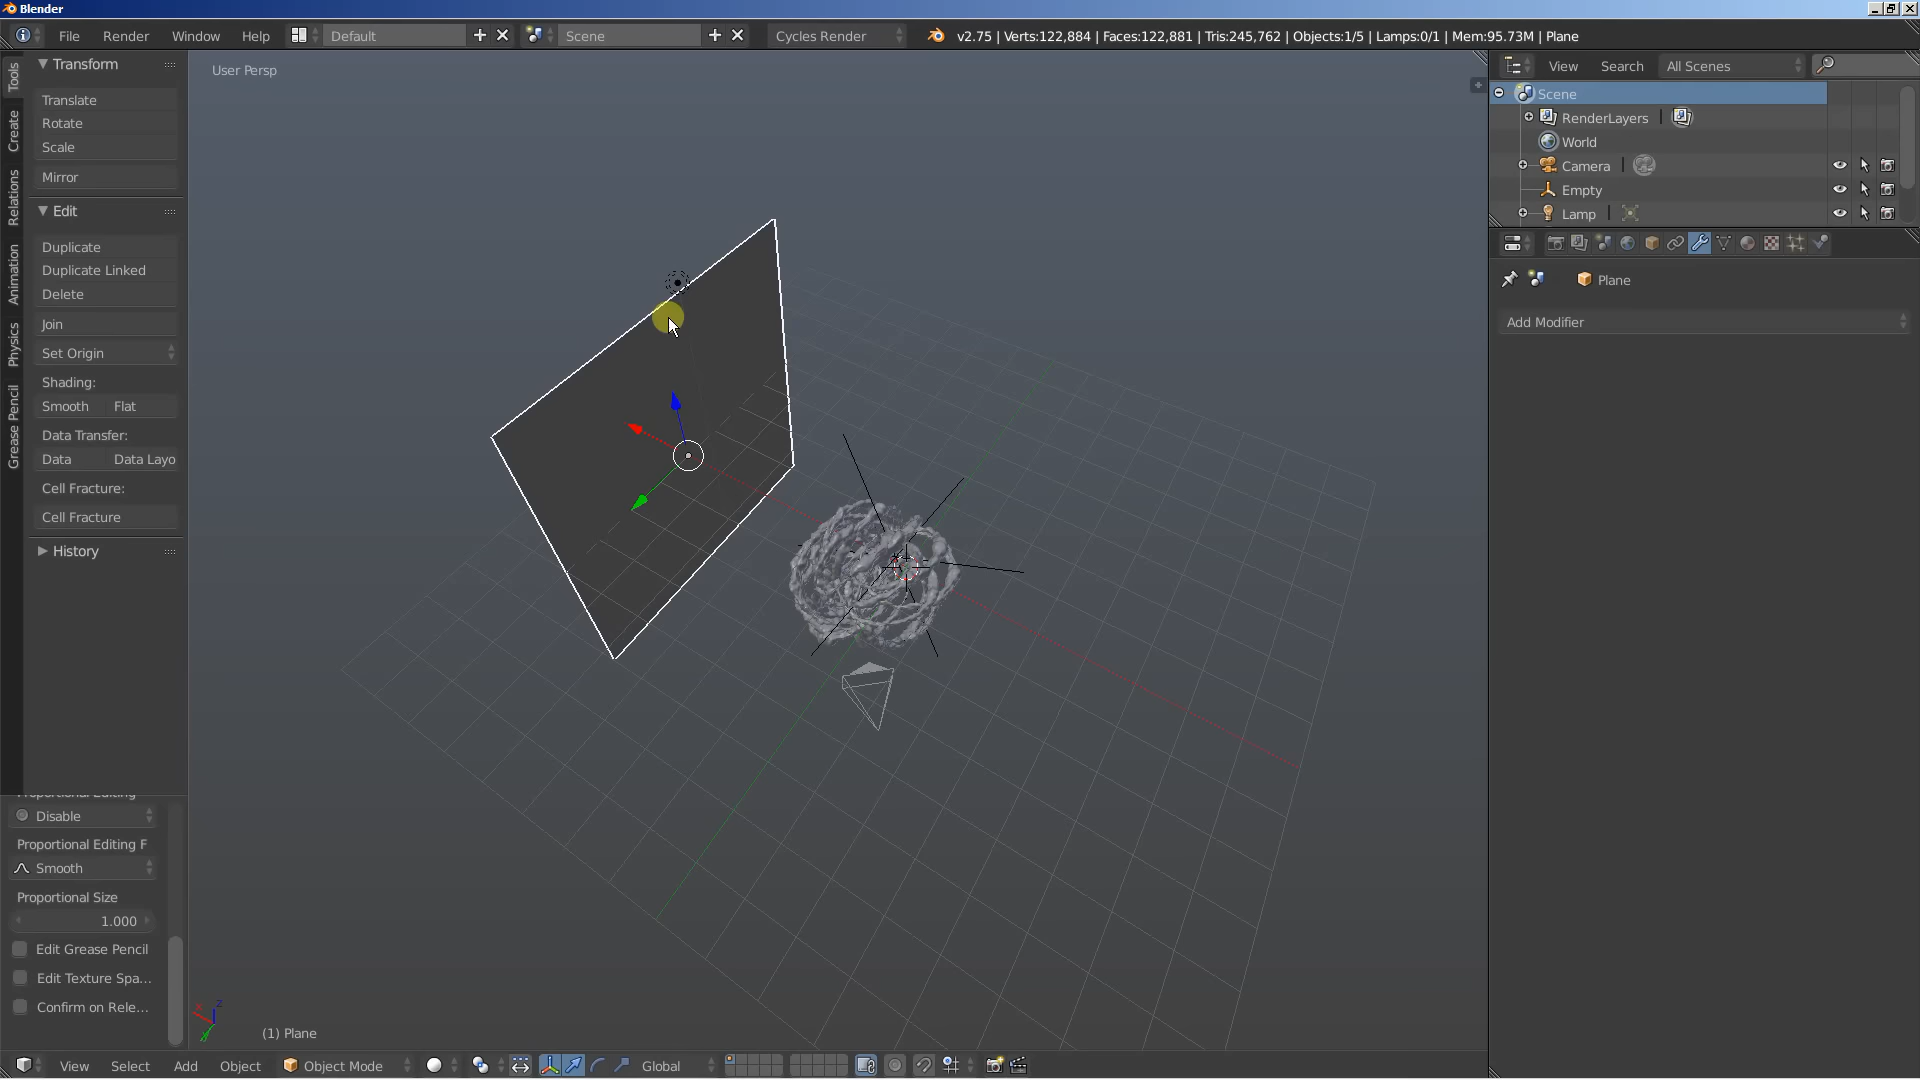 Blender
File Render Window Help Default Scene Cycles Render v2.75 | Verts:122,884 | Faces:122,881 | Tris:245,762 | Objects:1/5 | Lamps:0/1 | Mem:95.73M | Plane
Tools
Create
Relations
Animation
Physics
Grease Pencil
Transform
Translate
Rotate
Scale
Mirror
Edit
Duplicate
Duplicate Linked
Delete
Join
Set Origin
Shading:
Smooth Flat
Data Transfer:
Data Data Layo
Cell Fracture:
Cell Fracture
History
Proportional Editing
Disable
Proportional Editing F
Smooth
Proportional Size
1.000
Edit Grease Pencil
Edit Texture Spa...
Confirm on Rele...
User Persp
(1) Plane
View Select Add Object Object Mode Global
View Search All Scenes
Scene
RenderLayers
World
Camera
Empty
Lamp
Plane
Add Modifier